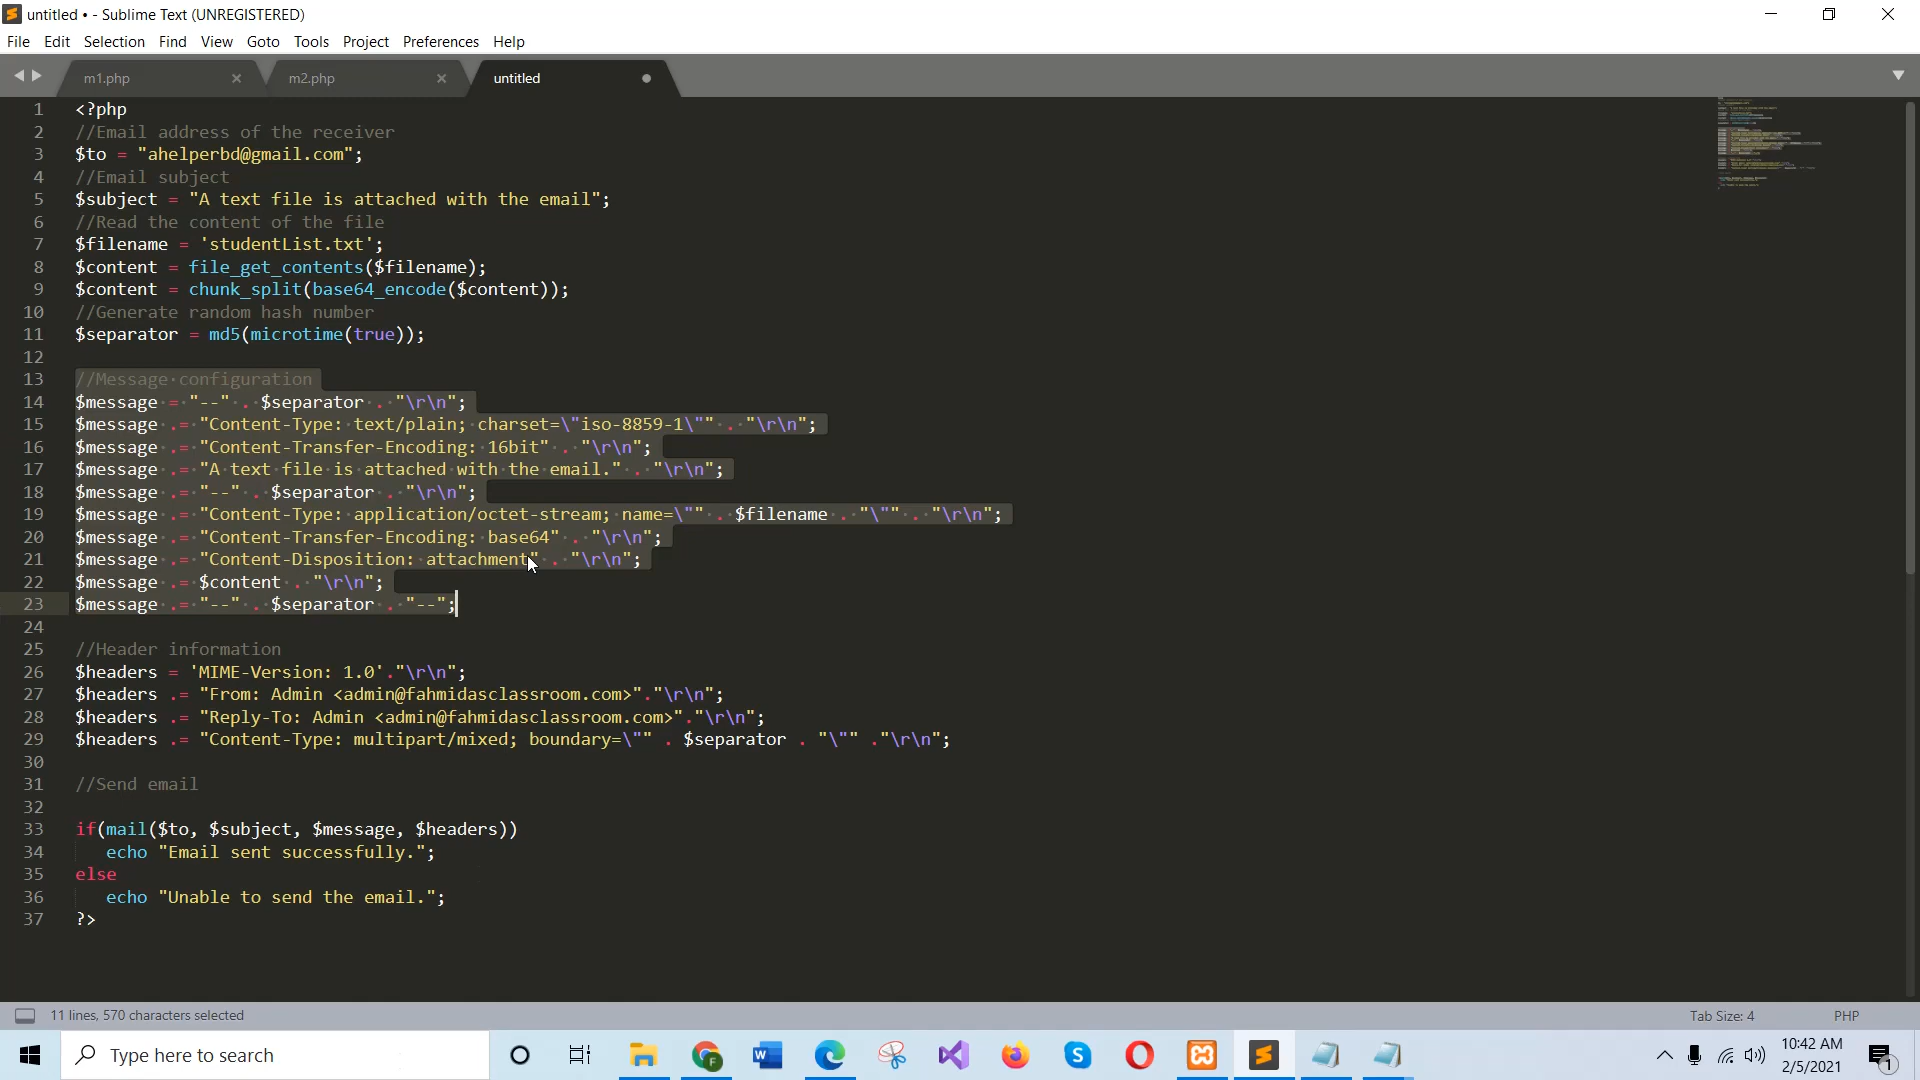 untitled • - Sublime Text (UNREGISTERED)
File Edit Selection Find View Goto Tools Project Preferences Help
m1.php m2.php untitled
1 <?php
2 //Email address of the receiver
3 $to = "ahelperbd@gmail.com";
4 //Email subject
5 $subject = "A text file is attached with the email";
6 //Read the content of the file
7 $filename = 'studentList.txt';
8 $content = file_get_contents($filename);
9 $content = chunk_split(base64_encode($content));
10 //Generate random hash number
11 $separator = md5(microtime(true));
12
13 //Message configuration
14 $message = "--" . $separator . "\r\n";
15 $message .= "Content-Type: text/plain; charset=\"iso-8859-1\"" . "\r\n";
16 $message .= "Content-Transfer-Encoding: 16bit" . "\r\n";
17 $message .= "A text file is attached with the email." . "\r\n";
18 $message .= "--" . $separator . "\r\n";
19 $message .= "Content-Type: application/octet-stream; name=\"" . $filename . "\"" . "\r\n";
20 $message .= "Content-Transfer-Encoding: base64" . "\r\n";
21 $message .= "Content-Disposition: attachment" . "\r\n";
22 $message .= $content . "\r\n";
23 $message .= "--" . $separator . "--";
24
25 //Header information
26 $headers = 'MIME-Version: 1.0'."\r\n";
27 $headers .= "From: Admin <admin@fahmidasclassroom.com>"."\r\n";
28 $headers .= "Reply-To: Admin <admin@fahmidasclassroom.com>"."\r\n";
29 $headers .= "Content-Type: multipart/mixed; boundary=\"" . $separator . "\"" ."\r\n";
30
31 //Send email
32
33 if(mail($to, $subject, $message, $headers))
34 echo "Email sent successfully.";
35 else
36 echo "Unable to send the email.";
37 ?>
11 lines, 570 characters selected Tab Size: 4 PHP
Type here to search
10:42 AM
2/5/2021
1